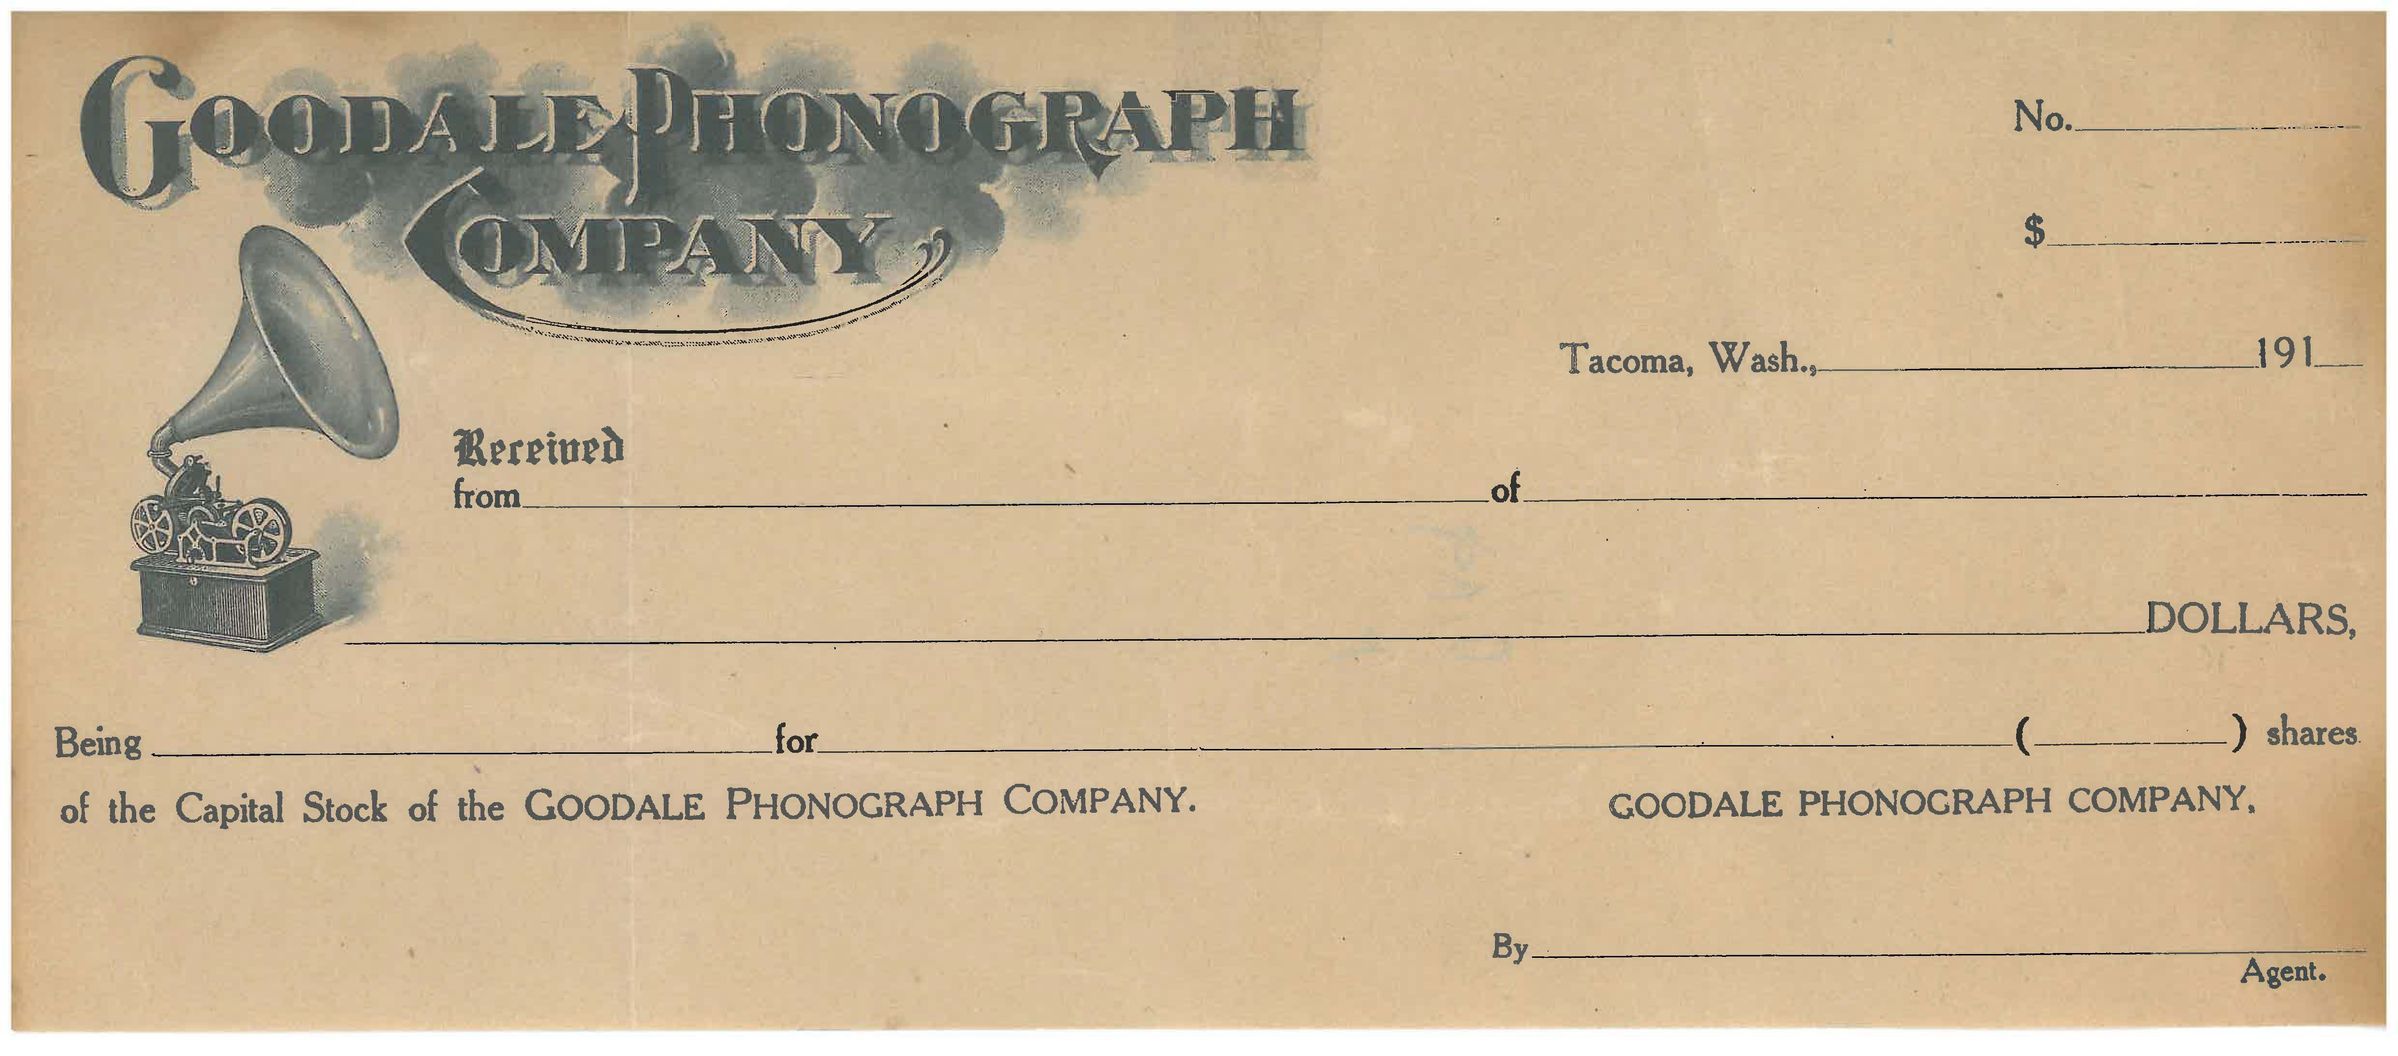 GOODALE PHONOGRAPH
COMPANY
No.
$
Tacoma, Wash., 191
Received
from of
DOLLARS,
Being for ( ) shares
of the Capital Stock of the GOODALE PHONOGRAPH COMPANY.
GOODALE PHONOGRAPH COMPANY,
By
Agent.